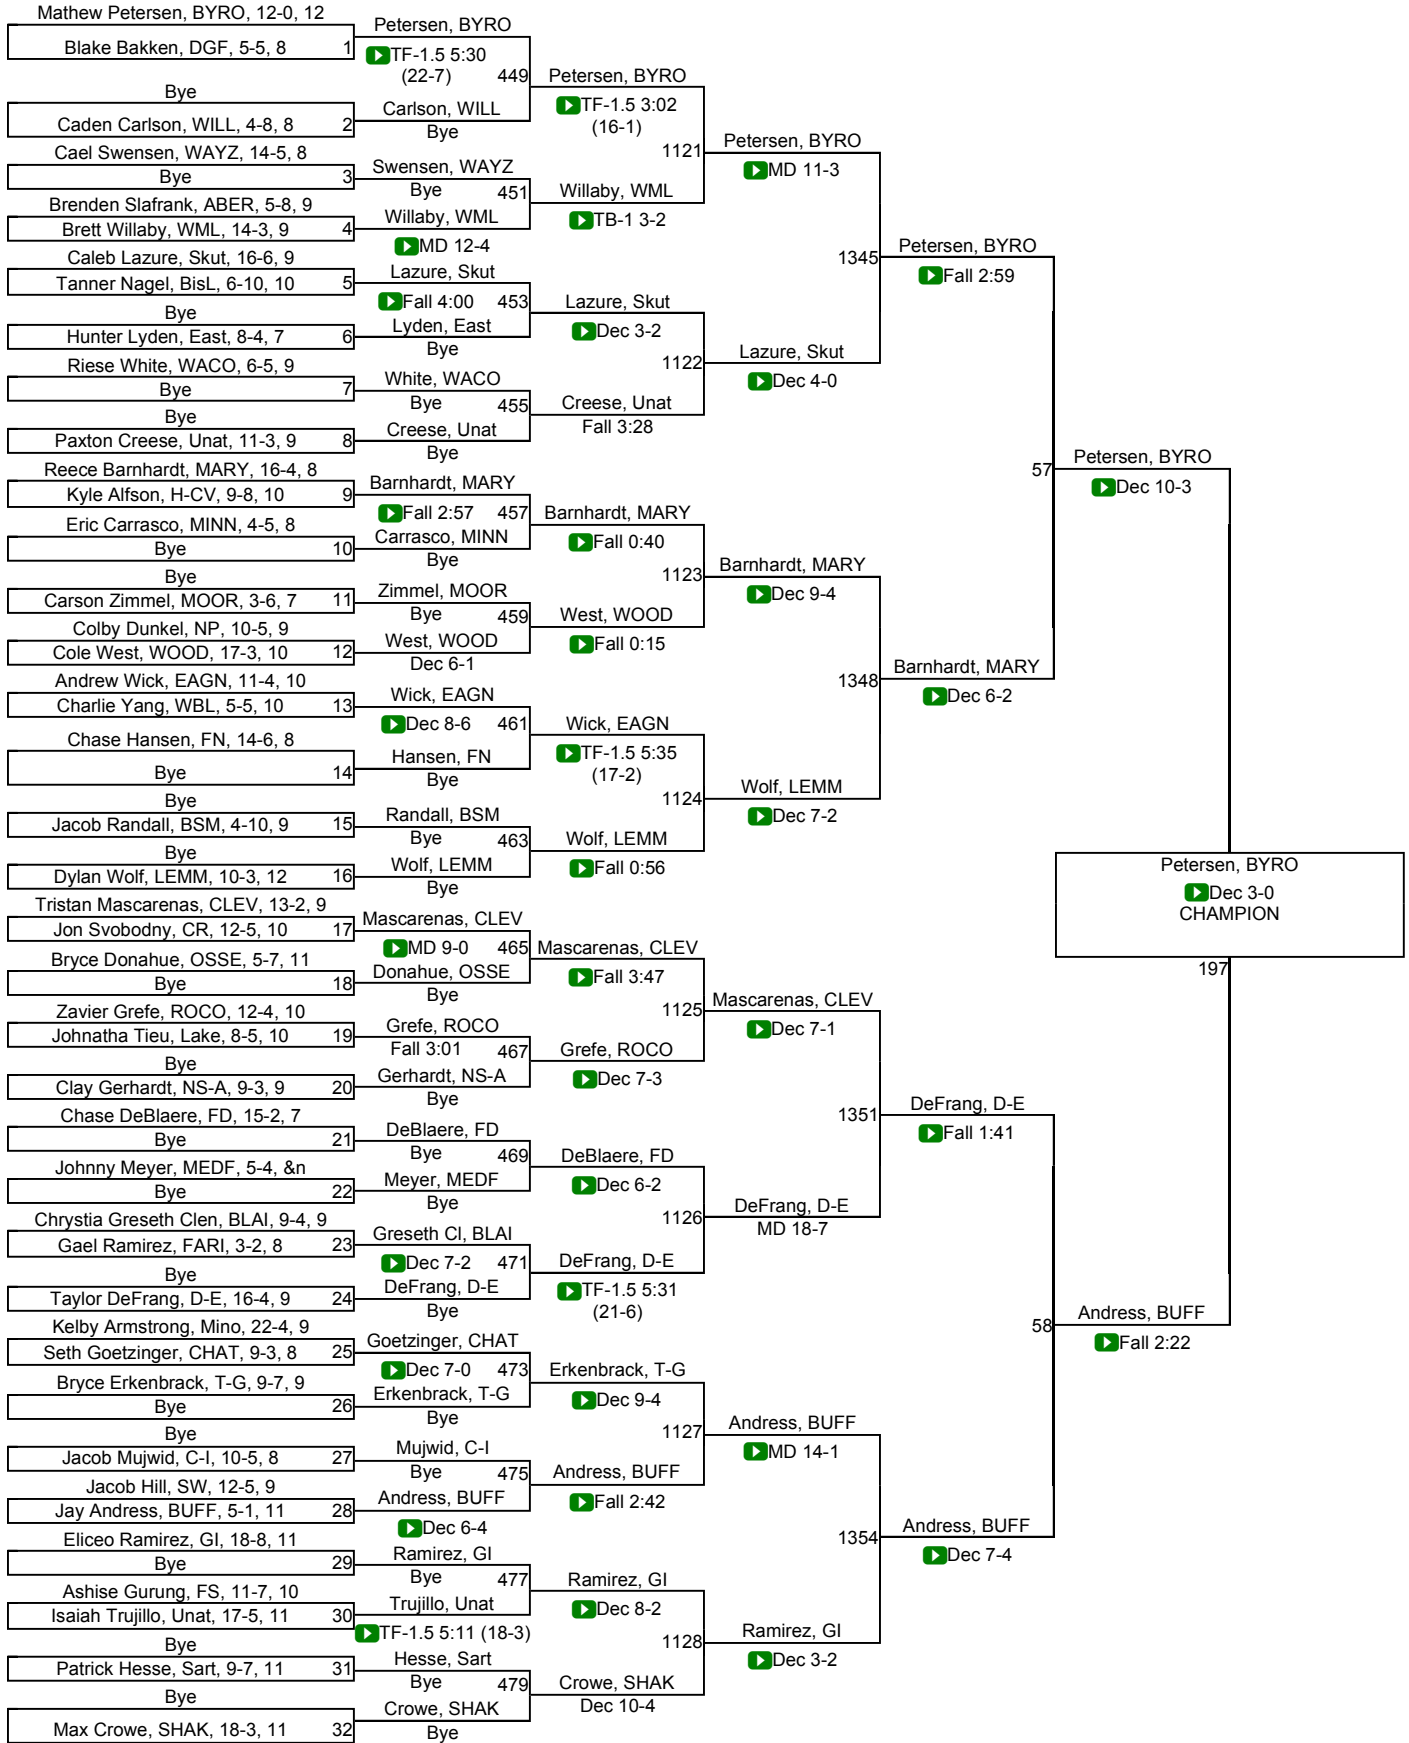 Mathew Petersen, BYRO, 12-0, 12
Blake Bakken, DGF, 5-5, 8 1
Bye
Caden Carlson, WILL, 4-8, 8 2
Cael Swensen, WAYZ, 14-5, 8
Bye 3
Brenden Slafrank, ABER, 5-8, 9
Brett Willaby, WML, 14-3, 9 4
Caleb Lazure, Skut, 16-6, 9
Tanner Nagel, BisL, 6-10, 10 5
Bye
Hunter Lyden, East, 8-4, 7 6
Riese White, WACO, 6-5, 9
Bye 7
Bye
Paxton Creese, Unat, 11-3, 9 8
Reece Barnhardt, MARY, 16-4, 8
Kyle Alfson, H-CV, 9-8, 10 9
Eric Carrasco, MINN, 4-5, 8
Bye 10
Bye
Carson Zimmel, MOOR, 3-6, 7 11
Colby Dunkel, NP, 10-5, 9
Cole West, WOOD, 17-3, 10 12
Andrew Wick, EAGN, 11-4, 10
Charlie Yang, WBL, 5-5, 10 13
Chase Hansen, FN, 14-6, 8
Bye 14
Bye
Jacob Randall, BSM, 4-10, 9 15
Bye
Dylan Wolf, LEMM, 10-3, 12 16
Tristan Mascarenas, CLEV, 13-2, 9
Jon Svobodny, CR, 12-5, 10 17
Bryce Donahue, OSSE, 5-7, 11
Bye 18
Zavier Grefe, ROCO, 12-4, 10
Johnatha Tieu, Lake, 8-5, 10 19
Bye
Clay Gerhardt, NS-A, 9-3, 9 20
Chase DeBlaere, FD, 15-2, 7
Bye 21
Johnny Meyer, MEDF, 5-4, &n
Bye 22
Chrystia Greseth Clen, BLAI, 9-4, 9
Gael Ramirez, FARI, 3-2, 8 23
Bye
Taylor DeFrang, D-E, 16-4, 9 24
Kelby Armstrong, Mino, 22-4, 9
Seth Goetzinger, CHAT, 9-3, 8 25
Bryce Erkenbrack, T-G, 9-7, 9
Bye 26
Bye
Jacob Mujwid, C-I, 10-5, 8 27
Jacob Hill, SW, 12-5, 9
Jay Andress, BUFF, 5-1, 11 28
Eliceo Ramirez, GI, 18-8, 11
Bye 29
Ashise Gurung, FS, 11-7, 10
Isaiah Trujillo, Unat, 17-5, 11 30
Bye
Patrick Hesse, Sart, 9-7, 11 31
Bye
Max Crowe, SHAK, 18-3, 11 32
Petersen, BYRO
TF-1.5 5:30
(22-7) 449
Carlson, WILL
Bye
Swensen, WAYZ
Bye 451
Willaby, WML
MD 12-4
Lazure, Skut
Fall 4:00 453
Lyden, East
Bye
White, WACO
Bye 455
Creese, Unat
Bye
Barnhardt, MARY
Fall 2:57 457
Carrasco, MINN
Bye
Zimmel, MOOR
Bye 459
West, WOOD
Dec 6-1
Wick, EAGN
Dec 8-6 461
Hansen, FN
Bye
Randall, BSM
Bye 463
Wolf, LEMM
Bye
Mascarenas, CLEV
MD 9-0 465
Donahue, OSSE
Bye
Grefe, ROCO
Fall 3:01 467
Gerhardt, NS-A
Bye
DeBlaere, FD
Bye 469
Meyer, MEDF
Bye
Greseth Cl, BLAI
Dec 7-2 471
DeFrang, D-E
Bye
Goetzinger, CHAT
Dec 7-0 473
Erkenbrack, T-G
Bye
Mujwid, C-I
Bye 475
Andress, BUFF
Dec 6-4
Ramirez, GI
Bye 477
Trujillo, Unat
TF-1.5 5:11 (18-3)
Hesse, Sart
Bye 479
Crowe, SHAK
Bye
Petersen, BYRO
TF-1.5 3:02
(16-1)
1121
Willaby, WML
TB-1 3-2
Lazure, Skut
Dec 3-2
1122
Creese, Unat
Fall 3:28
Barnhardt, MARY
Fall 0:40
1123
West, WOOD
Fall 0:15
Wick, EAGN
TF-1.5 5:35
(17-2)
1124
Wolf, LEMM
Fall 0:56
Mascarenas, CLEV
Fall 3:47
1125
Grefe, ROCO
Dec 7-3
DeBlaere, FD
Dec 6-2
1126
DeFrang, D-E
TF-1.5 5:31
(21-6)
Erkenbrack, T-G
Dec 9-4
1127
Andress, BUFF
Fall 2:42
Ramirez, GI
Dec 8-2
1128
Crowe, SHAK
Dec 10-4
Petersen, BYRO
MD 11-3
1345
Lazure, Skut
Dec 4-0
Barnhardt, MARY
Dec 9-4
1348
Wolf, LEMM
Dec 7-2
Mascarenas, CLEV
Dec 7-1
1351
DeFrang, D-E
MD 18-7
Andress, BUFF
MD 14-1
1354
Ramirez, GI
Dec 3-2
Petersen, BYRO
Fall 2:59
57
Barnhardt, MARY
Dec 6-2
DeFrang, D-E
Fall 1:41
58
Andress, BUFF
Dec 7-4
Petersen, BYRO
Dec 10-3
Andress, BUFF
Fall 2:22
Petersen, BYRO
Dec 3-0
CHAMPION
197